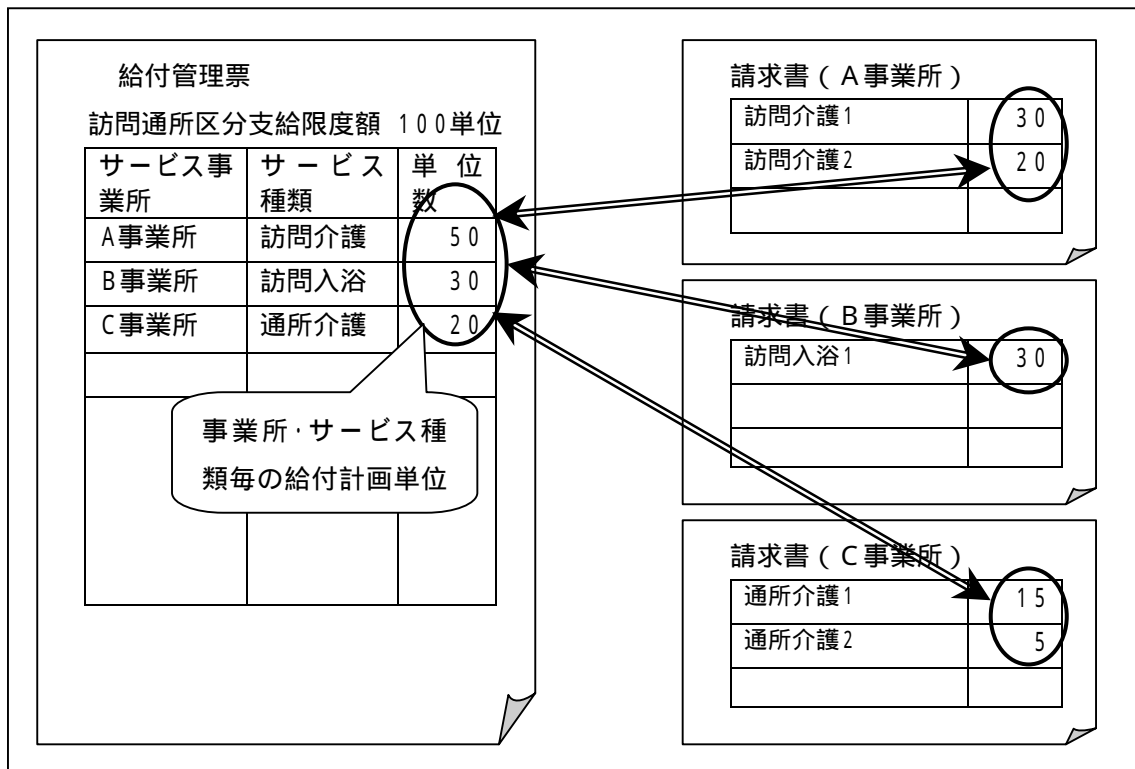 給付管理票
訪問通所区分支給限度額 100単位
サービス事業所 サービス種類 単位数
A事業所 訪問介護 50
B事業所 訪問入浴 30
C事業所 通所介護 20
事業所・サービス種
類毎の給付計画単位
請求書（A事業所）
訪問介護1 30
訪問介護2 20
請求書（B事業所）
訪問入浴1 30
請求書（C事業所）
通所介護1 15
通所介護2 5